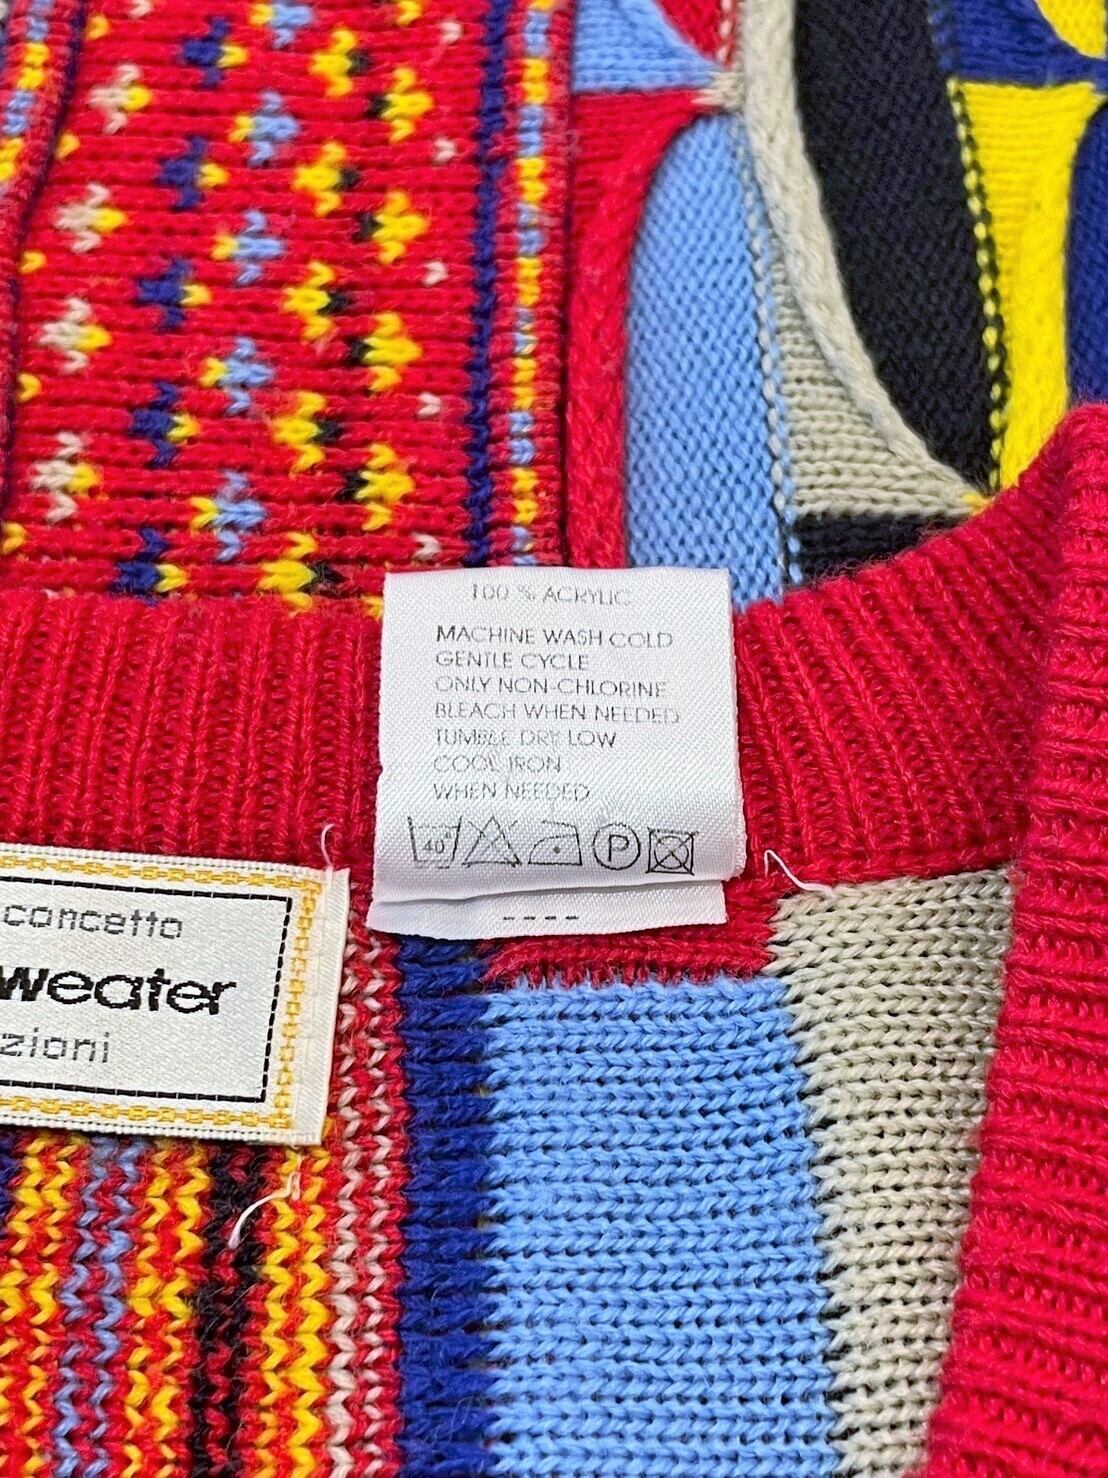 100 % ACRYLIC
MACHINE WASH COLD
GENTLE CYCLE
ONLY NON-CHLORINE
BLEACH WHEN NEEDED
TUMBLE DRY LOW
COOL IRON
WHEN NEEDED
40°
P
concetto
weater
zioni